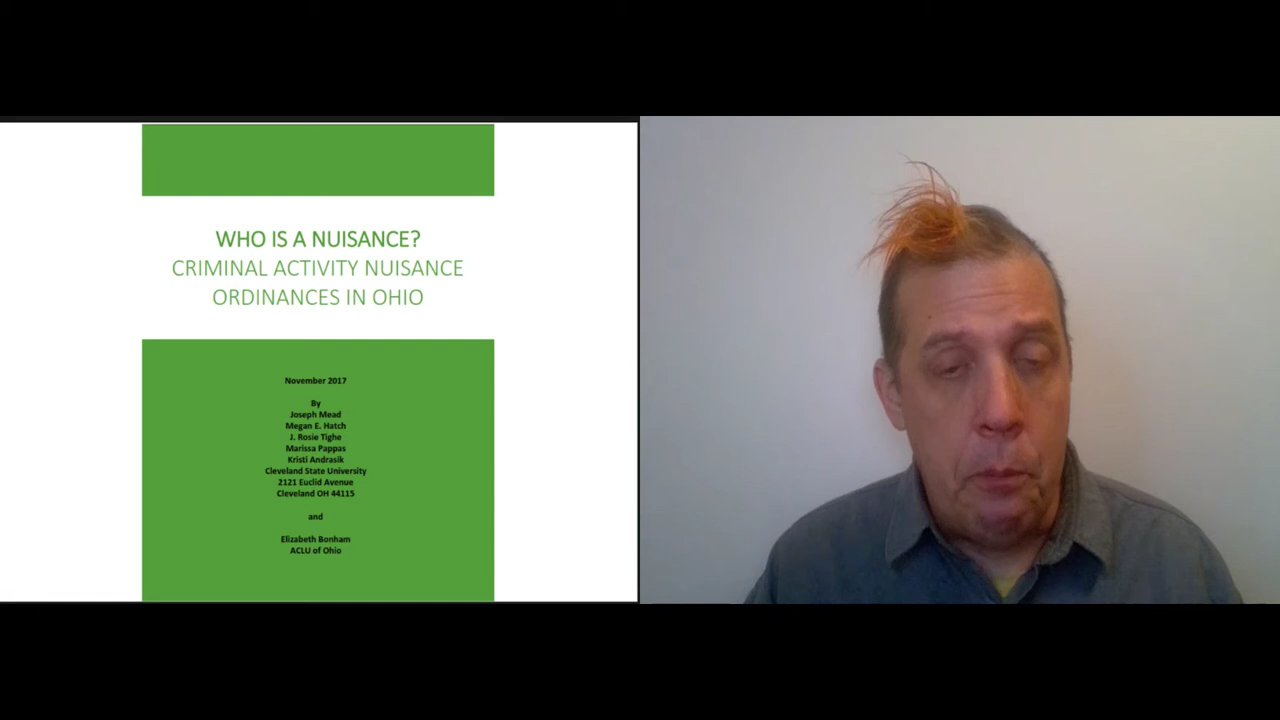 WHO IS A NUISANCE?
CRIMINAL ACTIVITY NUISANCE
ORDINANCES IN OHIO
November 2017
By
Joseph Mead
Megan E. Hatch
J. Rosie Tighe
Marissa Pappas
Kristi Andrasik
Cleveland State University
2121 Euclid Avenue
Cleveland OH 44115
and
Elizabeth Bonham
ACLU of Ohio